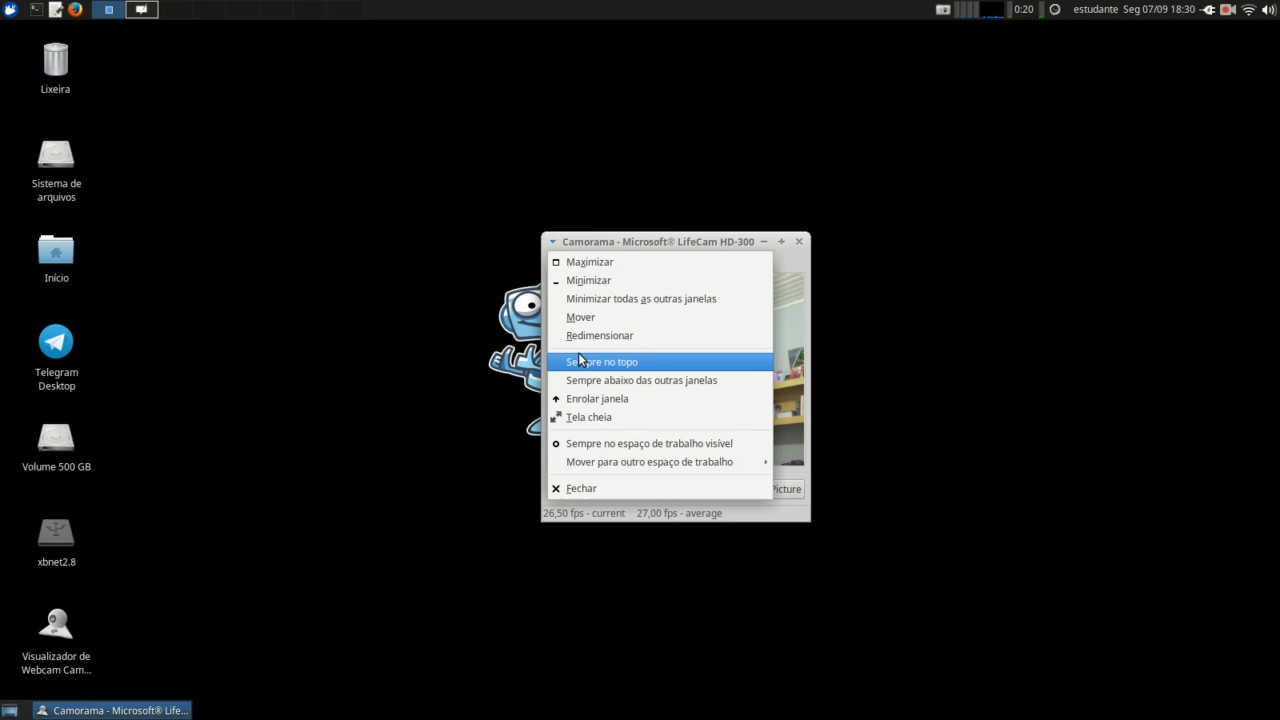 0:20
estudante Seg 07/09 18:30
Lixeira
Sistema de
arquivos
Início
Telegram
Desktop
Volume 500 GB
xbnet2.8
Visualizador de
Webcam Cam...
Camorama - Microsoft® LifeCam HD-300
Maximizar
Minimizar
Minimizar todas as outras janelas
Mover
Redimensionar
Sempre no topo
Sempre abaixo das outras janelas
Enrolar janela
Tela cheia
Sempre no espaço de trabalho visível
Mover para outro espaço de trabalho
Fechar
Picture
26,50 fps - current 27,00 fps - average
Camorama - Microsoft® Life...